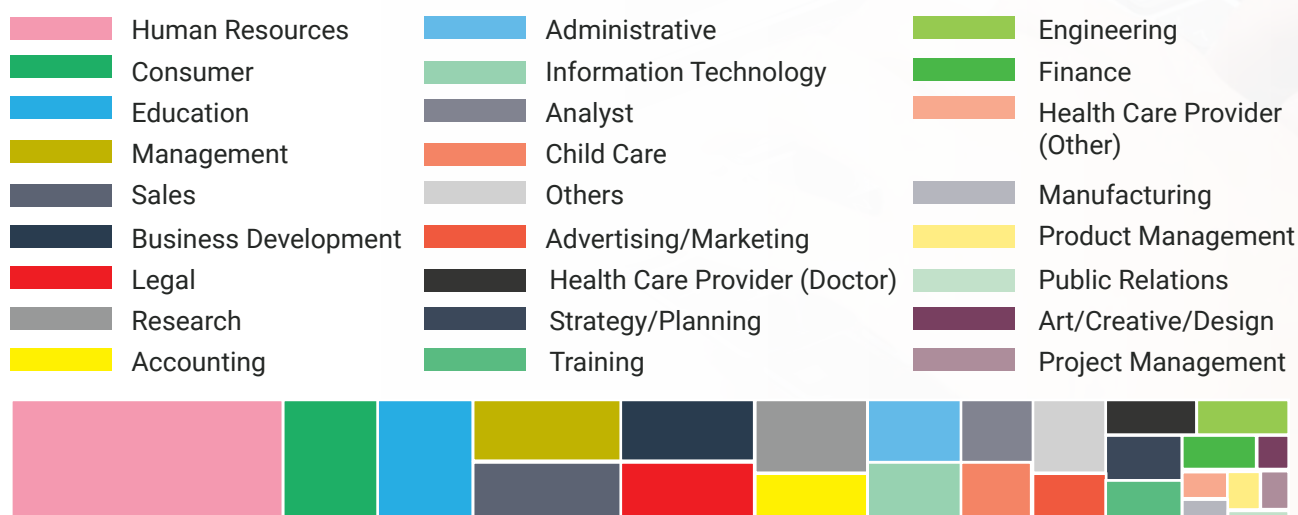 Human Resources
Consumer
Education
Management
Sales
Business Development
Legal
Research
Accounting
Administrative
Information Technology
Analyst
Child Care
Others
Advertising/Marketing
Health Care Provider (Doctor)
Strategy/Planning
Training
Engineering
Finance
Health Care Provider
(Other)
Manufacturing
Product Management
Public Relations
Art/Creative/Design
Project Management